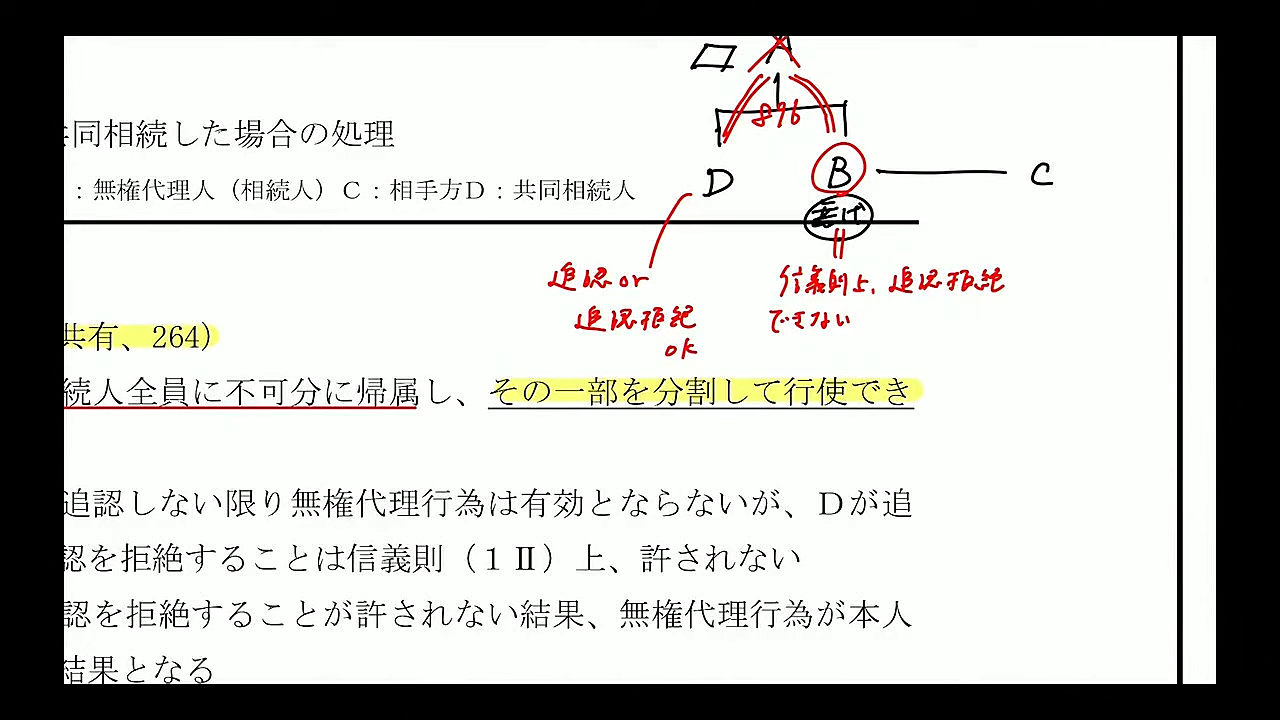 A
896
共同相続した場合の処理
D B C
：無権代理人（相続人）Ｃ：相手方Ｄ：共同相続人
追認or
追認拒絶
OK
信義則上、追認拒絶
できない
共有、264）
続人全員に不可分に帰属し、その一部を分割して行使でき
追認しない限り無権代理行為は有効とならないが、Ｄが追
認を拒絶することは信義則（１Ⅱ）上、許されない
認を拒絶することが許されない結果、無権代理行為が本人
結果となる